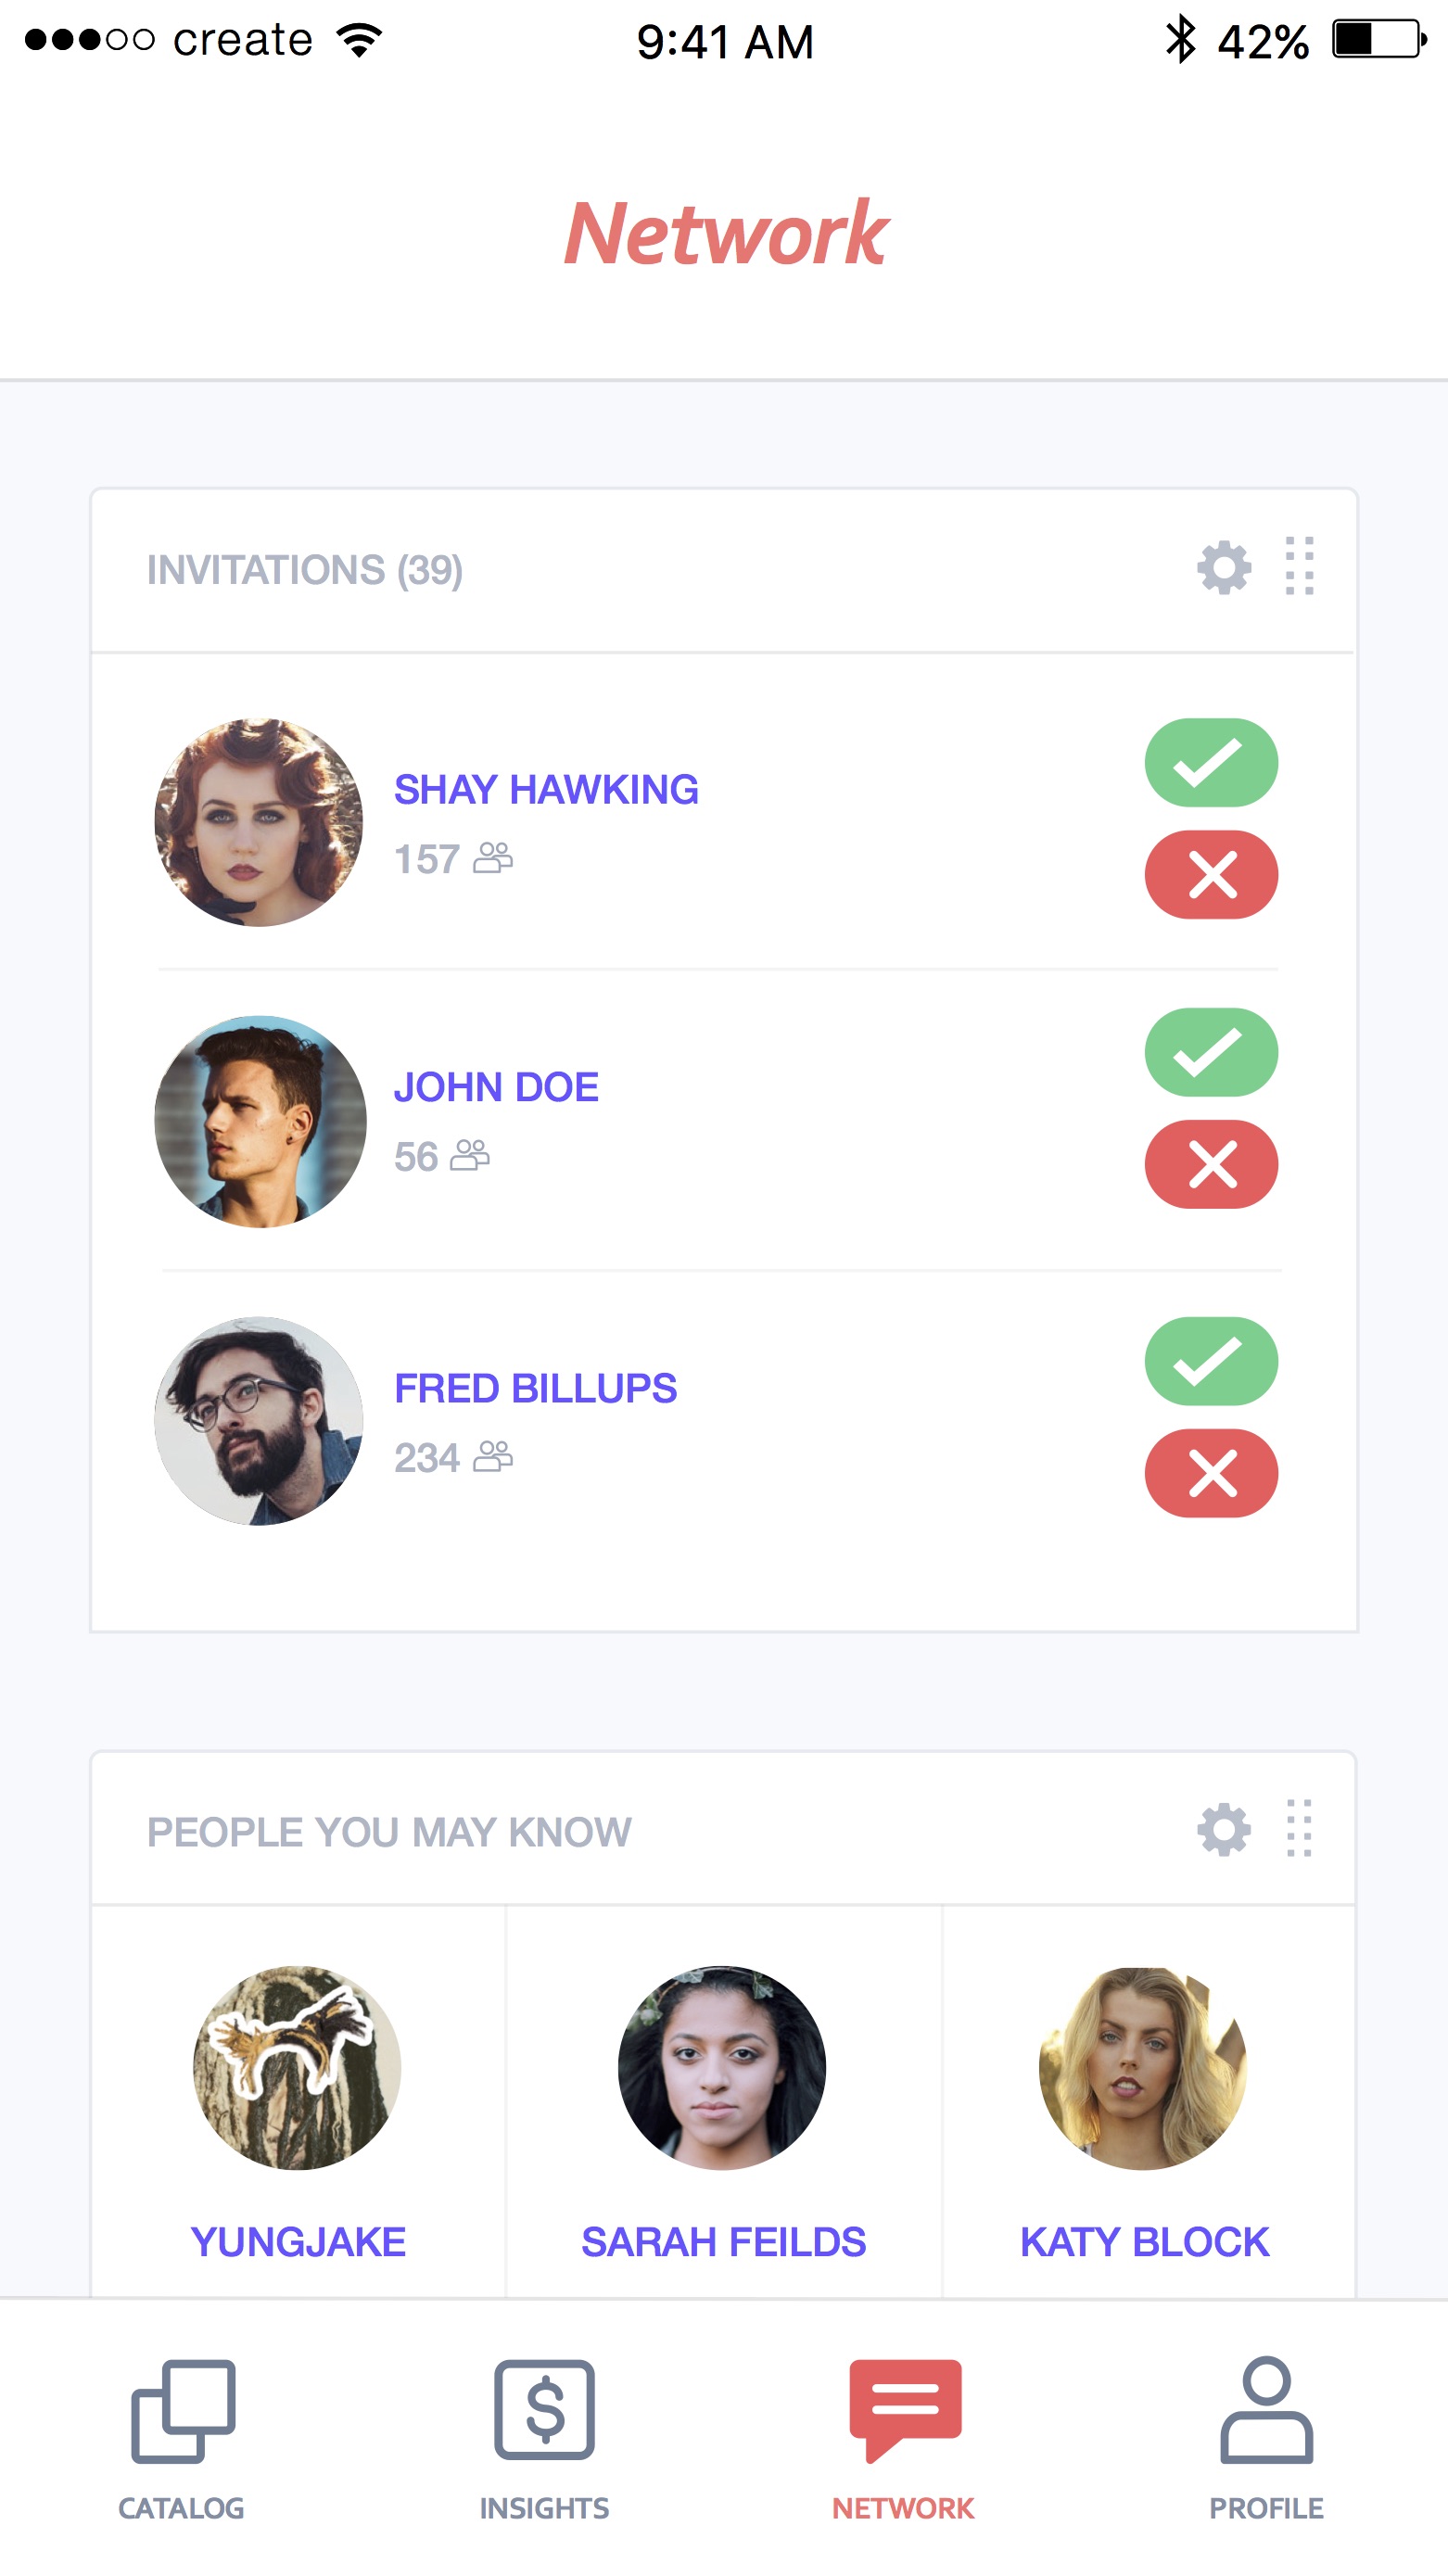 create 9:41 AM 42%
Network
INVITATIONS (39)
SHAY HAWKING
157
JOHN DOE
56
FRED BILLUPS
234
PEOPLE YOU MAY KNOW
YUNGJAKE SARAH FEILDS KATY BLOCK
CATALOG INSIGHTS NETWORK PROFILE